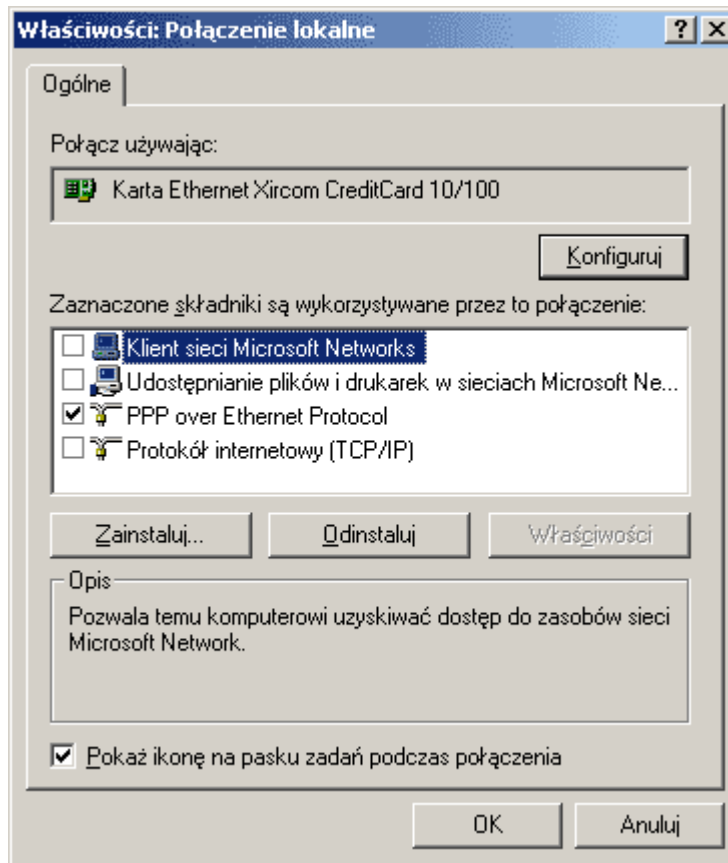 Właściwości: Połączenie lokalne
Ogólne
Połącz używając:
Karta Ethernet Xircom CreditCard 10/100
Konfiguruj
Zaznaczone składniki są wykorzystywane przez to połączenie:
Klient sieci Microsoft Networks
Udostępnianie plików i drukarek w sieciach Microsoft Ne...
PPP over Ethernet Protocol
Protokół internetowy (TCP/IP)
Zainstaluj... Odinstaluj Właściwości
Opis
Pozwala temu komputerowi uzyskiwać dostęp do zasobów sieci
Microsoft Network.
Pokaż ikonę na pasku zadań podczas połączenia
OK Anuluj